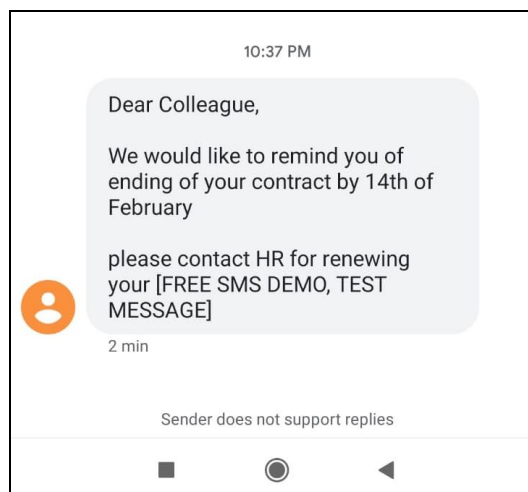 10:37 PM
Dear Colleague,
We would like to remind you of
ending of your contract by 14th of
February
please contact HR for renewing
your [FREE SMS DEMO, TEST
MESSAGE]
2 min
Sender does not support replies